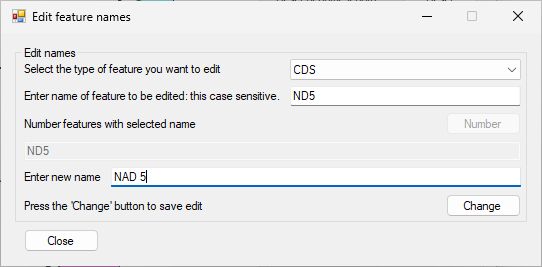 Edit feature names
Edit names
Select the type of feature you want to edit CDS
Enter name of feature to be edited: this case sensitive. ND5
Number features with selected name Number
ND5
Enter new name NAD 5
Press the 'Change' button to save edit Change
Close